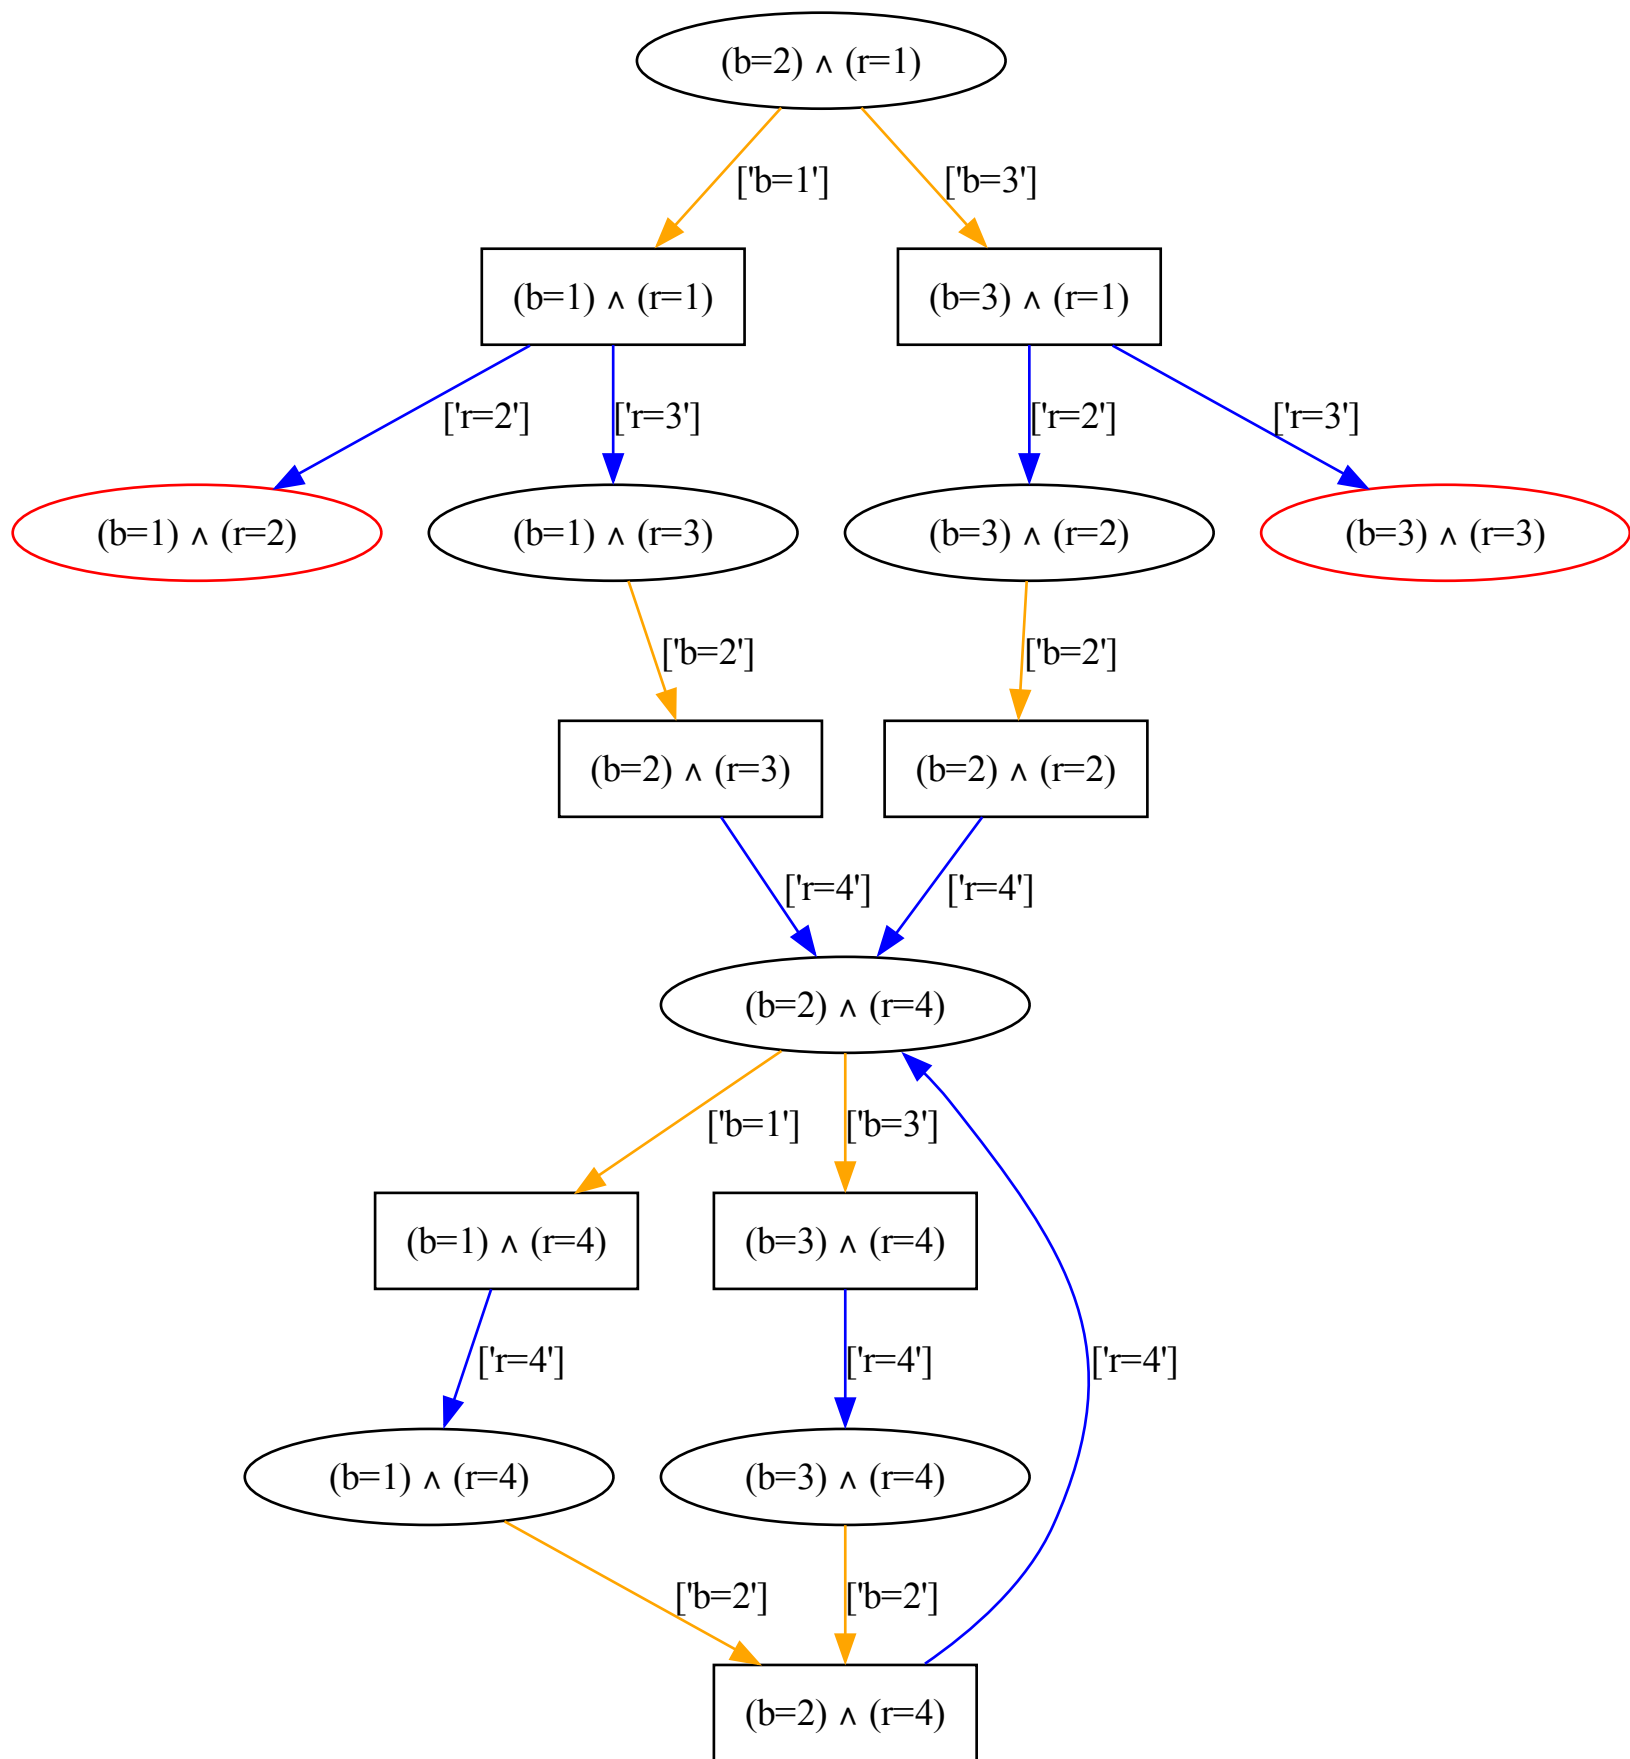 (b=2) ∧ (r=1)
['b=1']
['b=3']
(b=1) ∧ (r=1)
(b=3) ∧ (r=1)
['r=2']
['r=3']
['r=2']
['r=3']
(b=1) ∧ (r=2)
(b=1) ∧ (r=3)
(b=3) ∧ (r=2)
(b=3) ∧ (r=3)
['b=2']
['b=2']
(b=2) ∧ (r=3)
(b=2) ∧ (r=2)
['r=4']
['r=4']
(b=2) ∧ (r=4)
['b=1']
['b=3']
(b=1) ∧ (r=4)
(b=3) ∧ (r=4)
['r=4']
['r=4']
['r=4']
(b=1) ∧ (r=4)
(b=3) ∧ (r=4)
['b=2']
['b=2']
(b=2) ∧ (r=4)